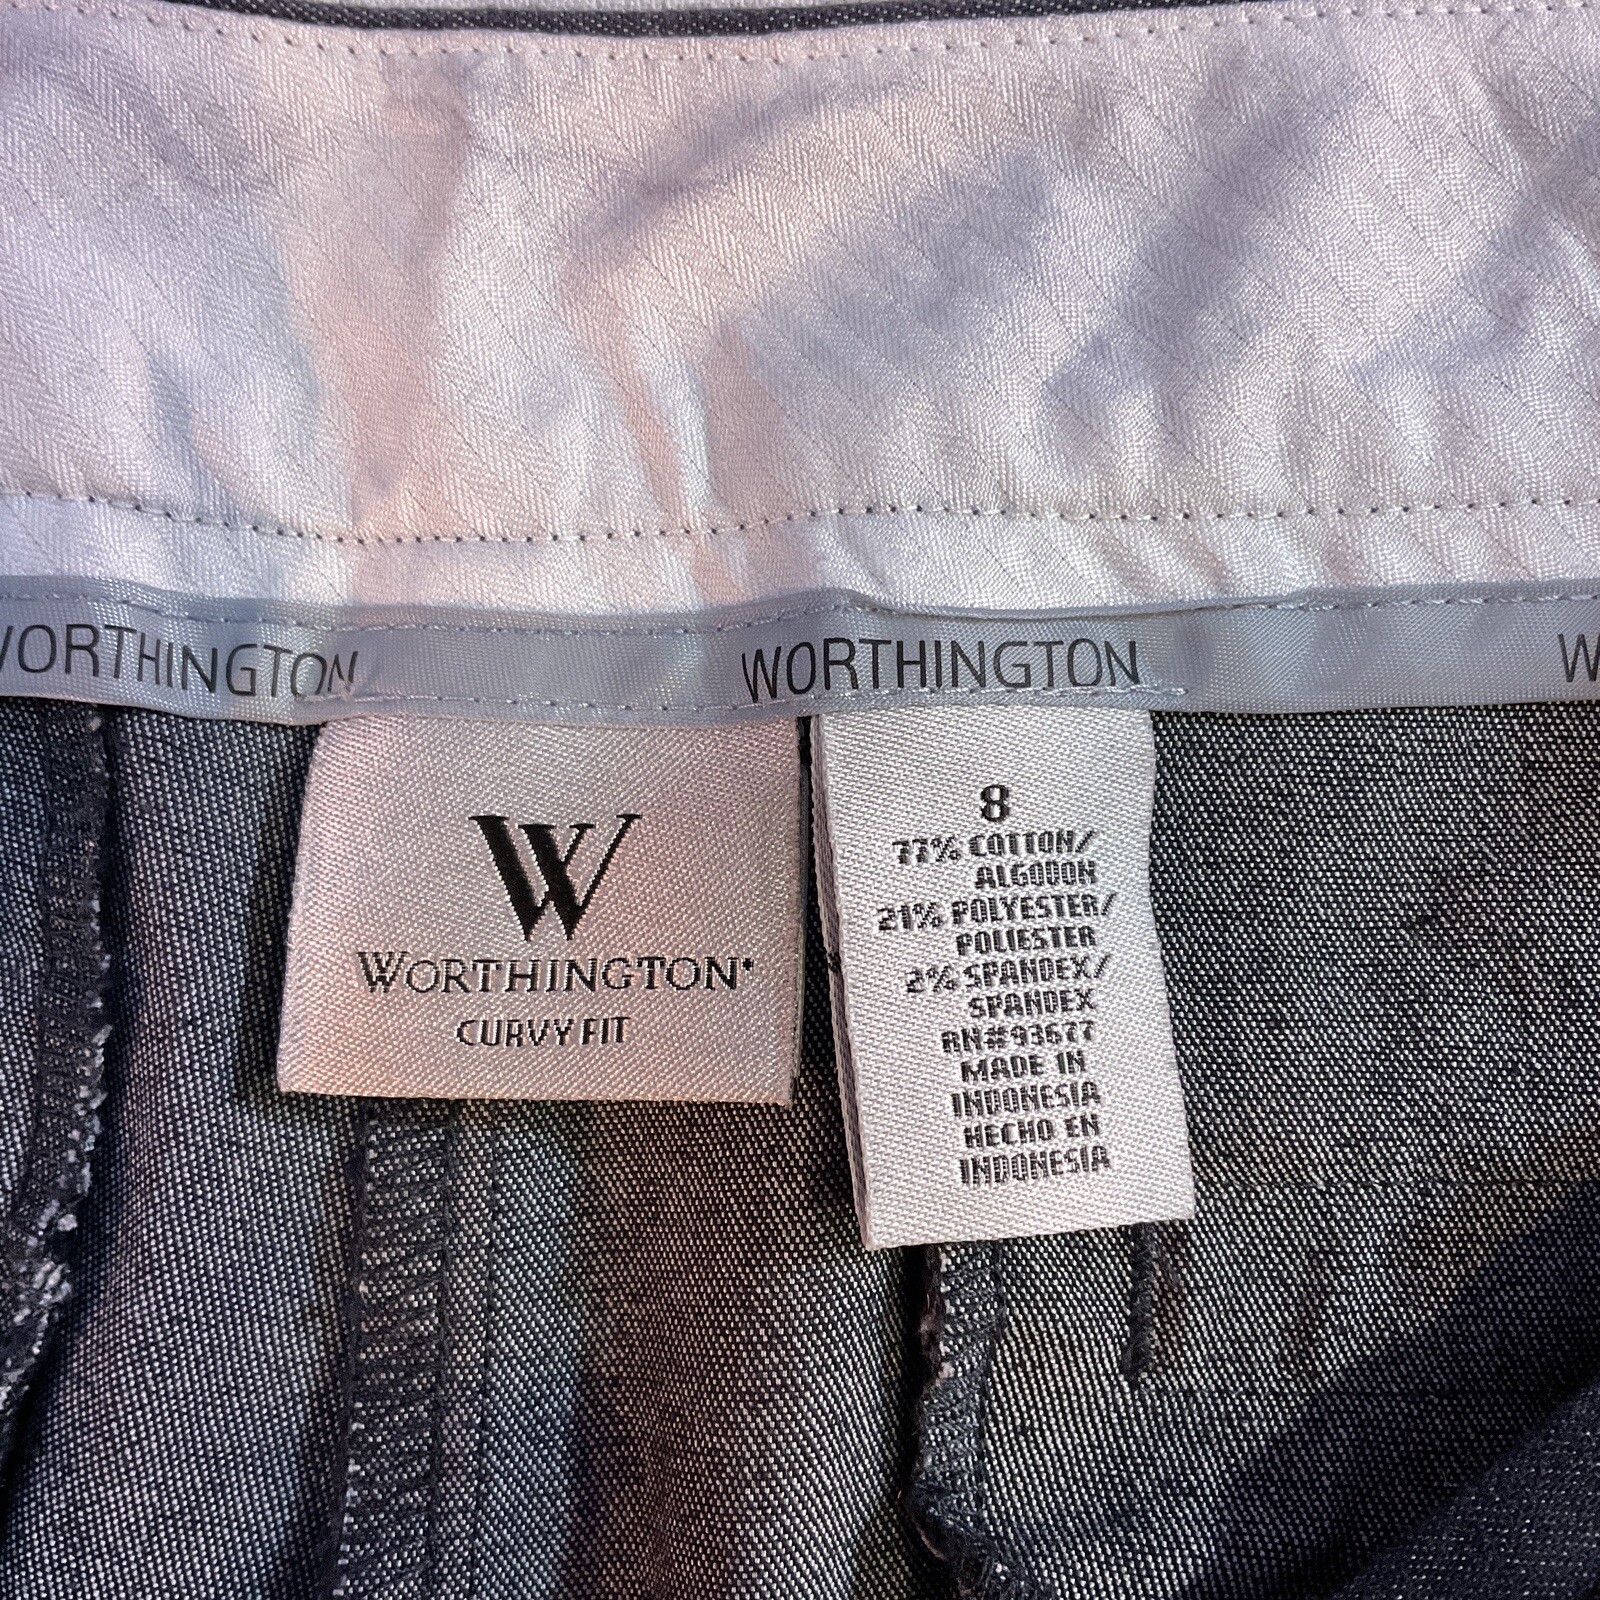 WORTHINGTON WORTHINGTON W
W
WORTHINGTON
CURVY FIT
8
77% COTTON/
ALGODON
21% POLYESTER/
POLIESTER
2% SPANDEX/
SPANDEX
RN#93677
MADE IN
INDONESIA
HECHO EN
INDONESIA